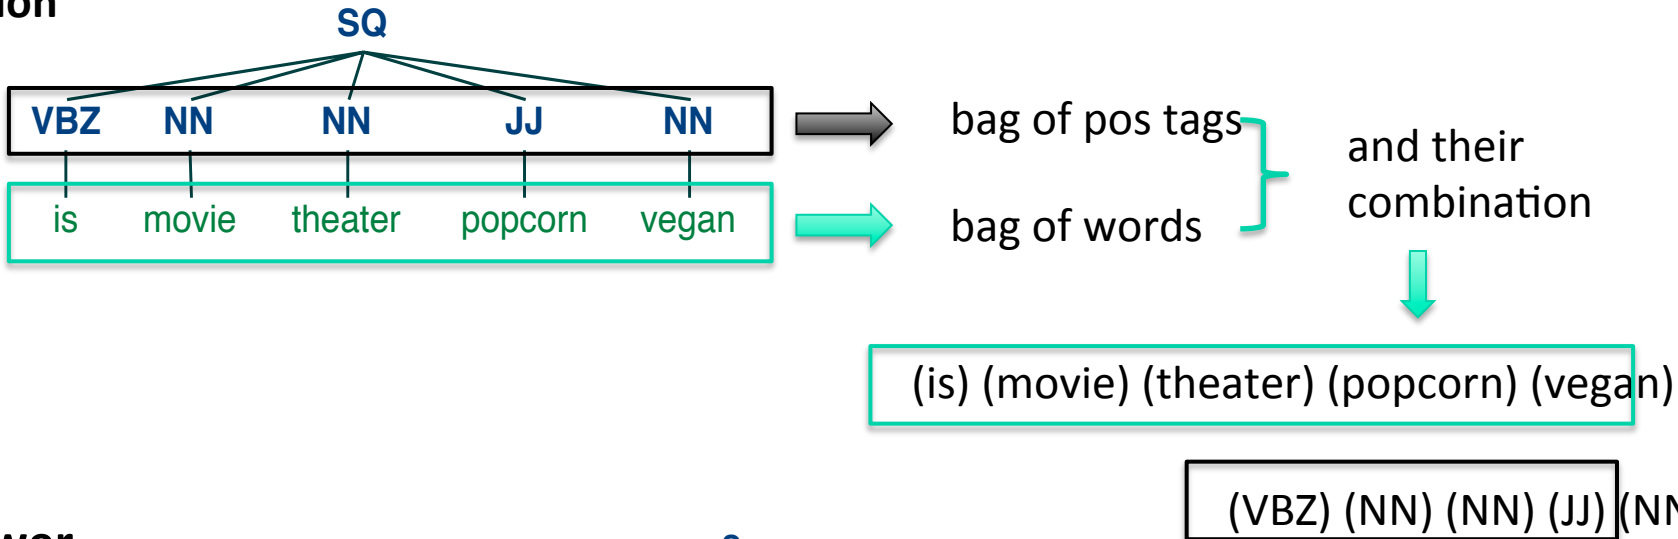 SQ
VBZ NN NN JJ NN
is movie theater popcorn vegan
bag of pos tags
bag of words
and their
combination
(is) (movie) (theater) (popcorn) (vegan)
(VBZ) (NN) (NN) (JJ) (NN